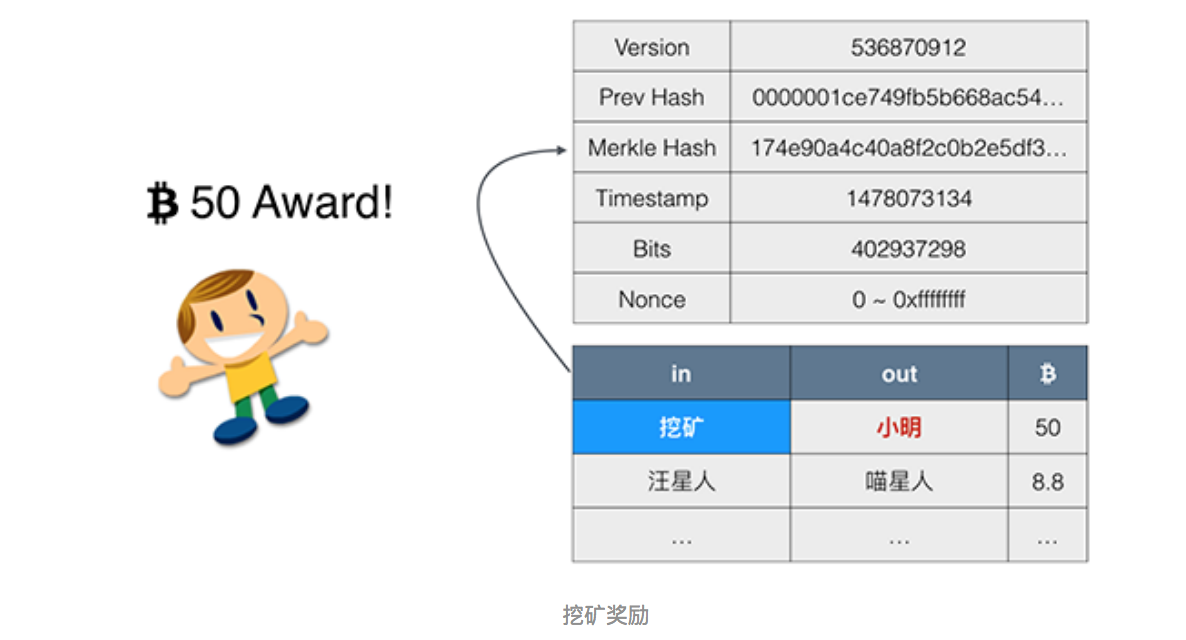 ₿ 50 Award!
Version 536870912
Prev Hash 0000001ce749fb5b668ac54...
Merkle Hash 174e90a4c40a8f2c0b2e5df3...
Timestamp 1478073134
Bits 402937298
Nonce 0 ~ 0xffffffff
in out ₿
挖矿 小明 50
汪星人 喵星人 8.8
... ... ...
挖矿奖励